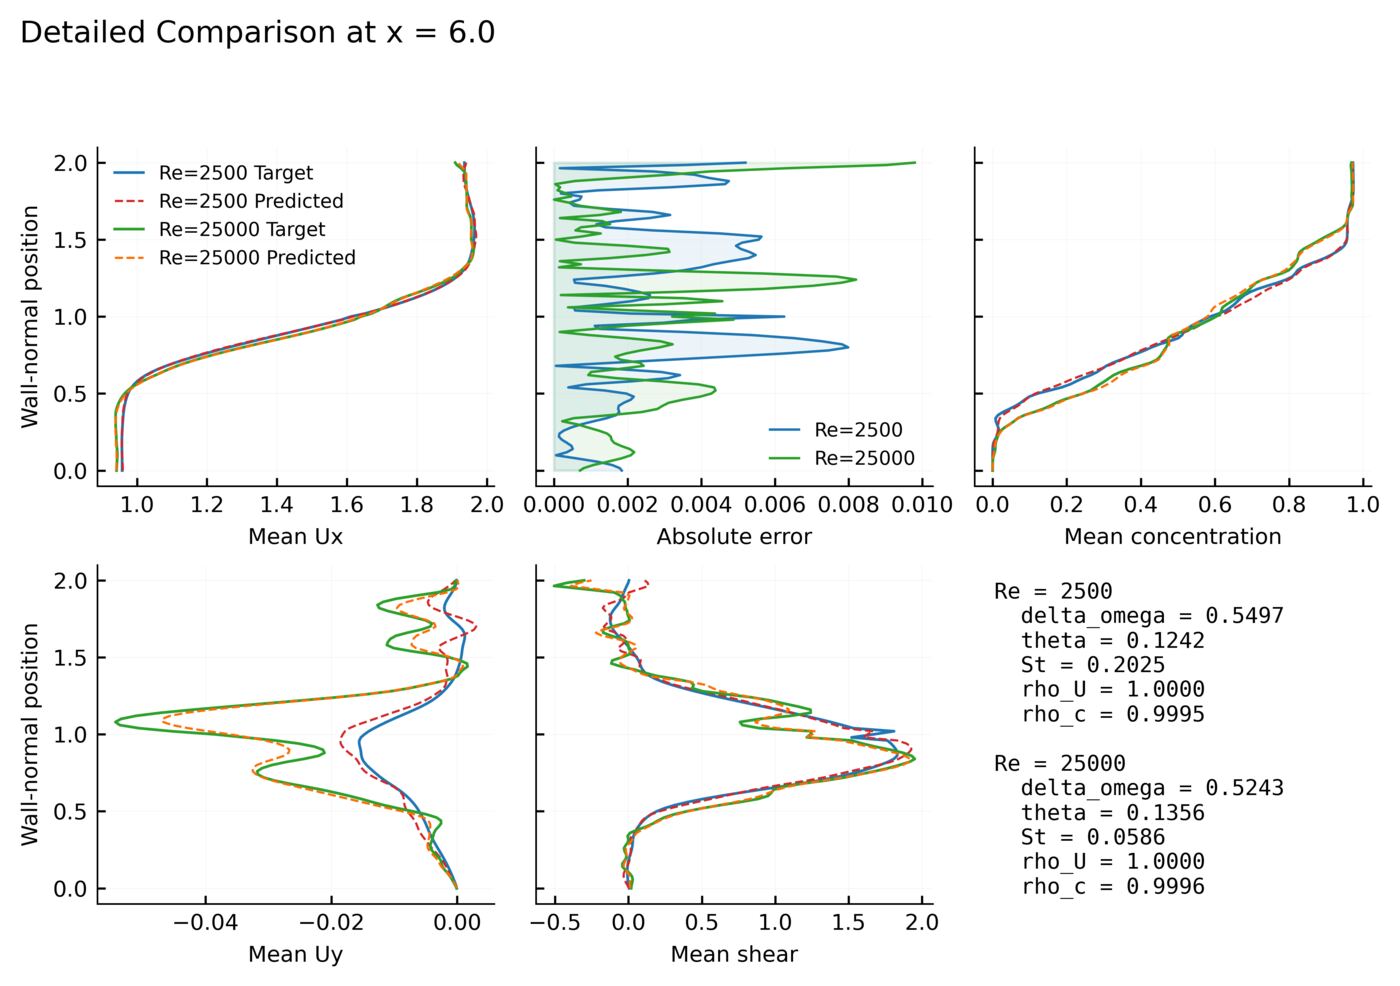 Detailed Comparison at x = 6.0
Wall-normal position
2.0
1.5
1.0
0.5
0.0
Re=2500 Target
Re=2500 Predicted
Re=25000 Target
Re=25000 Predicted
1.0 1.2 1.4 1.6 1.8 2.0
Mean Ux
Re=2500
Re=25000
0.000 0.002 0.004 0.006 0.008 0.010
Absolute error
0.0 0.2 0.4 0.6 0.8 1.0
Mean concentration
Wall-normal position
2.0
1.5
1.0
0.5
0.0
−0.04 −0.02 0.00
Mean Uy
−0.5 0.0 0.5 1.0 1.5 2.0
Mean shear
Re = 2500
delta_omega = 0.5497
theta = 0.1242
St = 0.2025
rho_U = 1.0000
rho_c = 0.9995
Re = 25000
delta_omega = 0.5243
theta = 0.1356
St = 0.0586
rho_U = 1.0000
rho_c = 0.9996